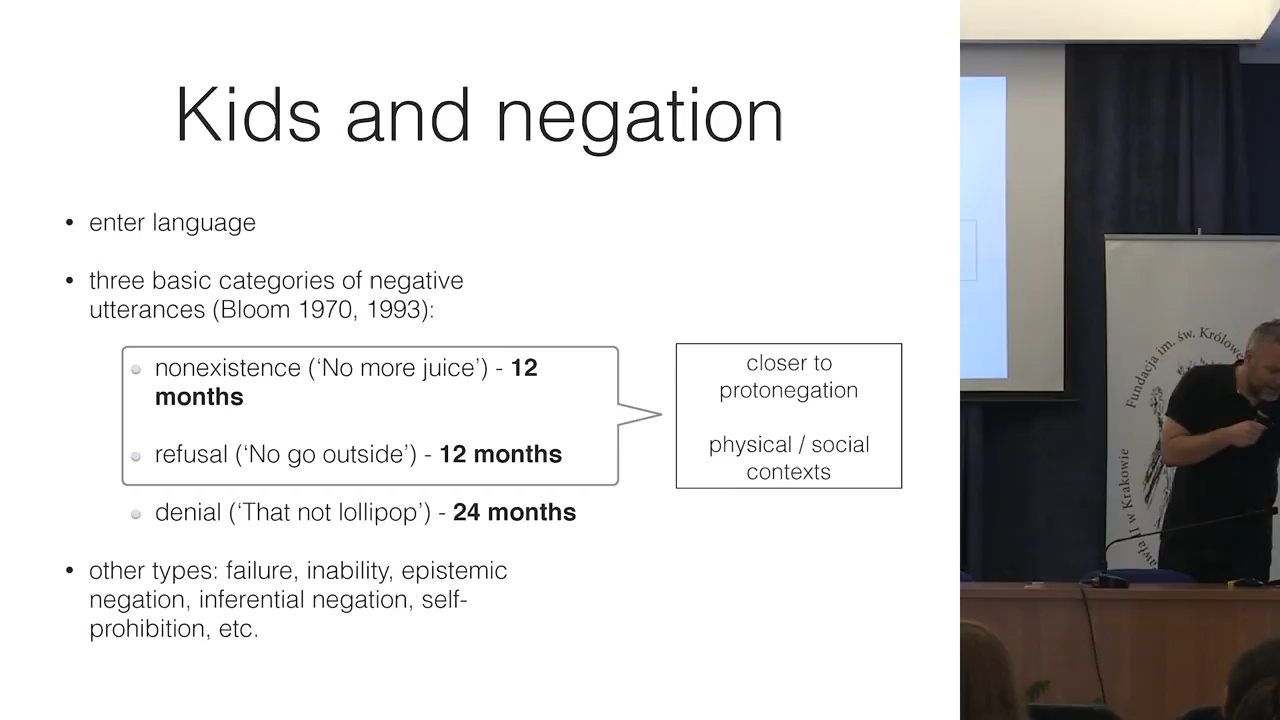 Kids and negation
• enter language
• three basic categories of negative
utterances (Bloom 1970, 1993):
nonexistence (‘No more juice’) - 12
months
refusal (‘No go outside’) - 12 months
denial (‘That not lollipop’) - 24 months
closer to
protonegation
physical / social
contexts
• other types: failure, inability, epistemic
negation, inferential negation, self-
prohibition, etc.
Fundacja im. św. Królowe
II w Krakowie